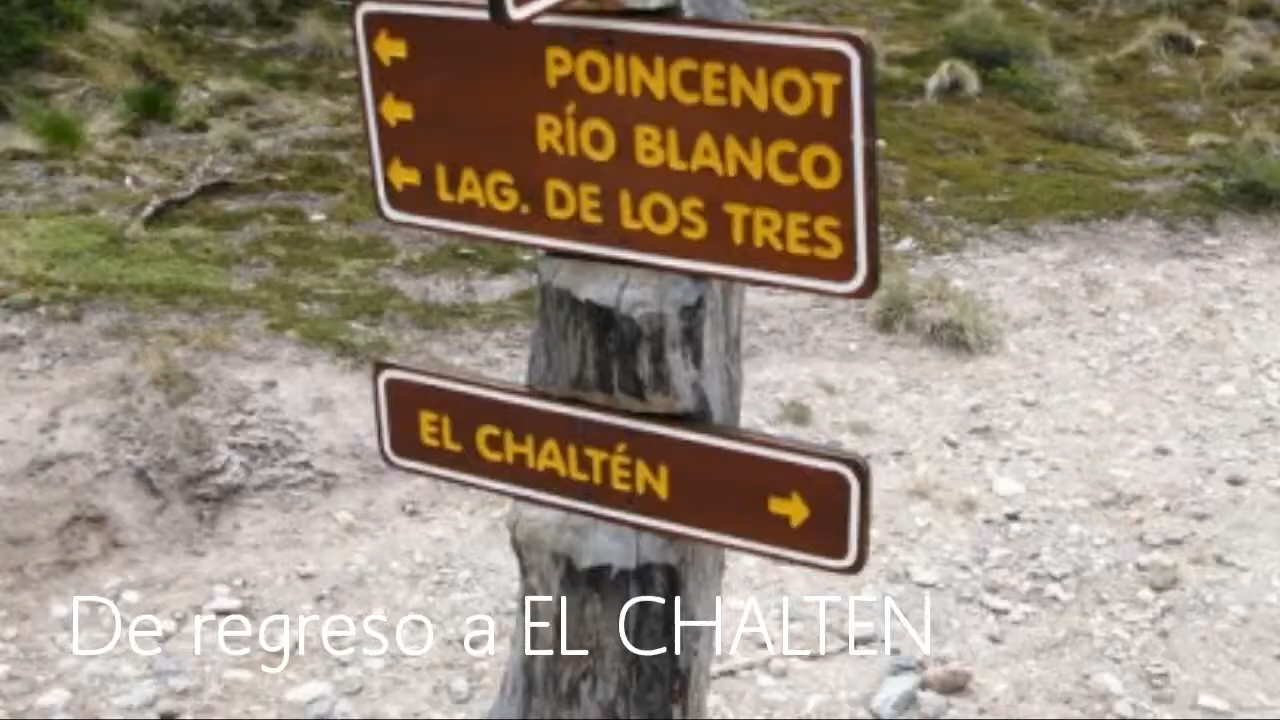 POINCENOT
RÍO BLANCO
LAG. DE LOS TRES
EL CHALTÉN
De regreso a EL CHALTEN